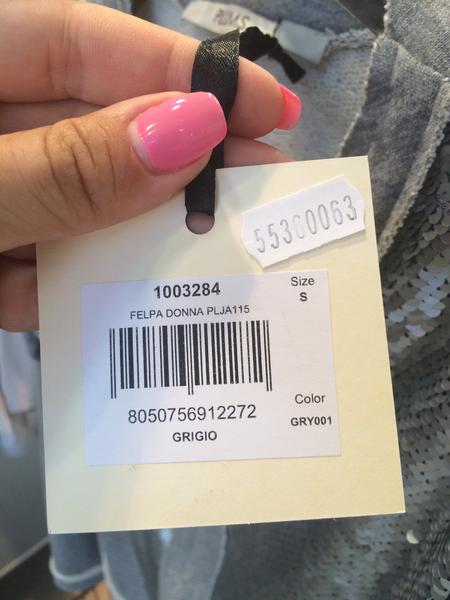 55360063
1003284
Size
S
FELPA DONNA PLJA115
8050756912272
Color
GRY001
GRIGIO